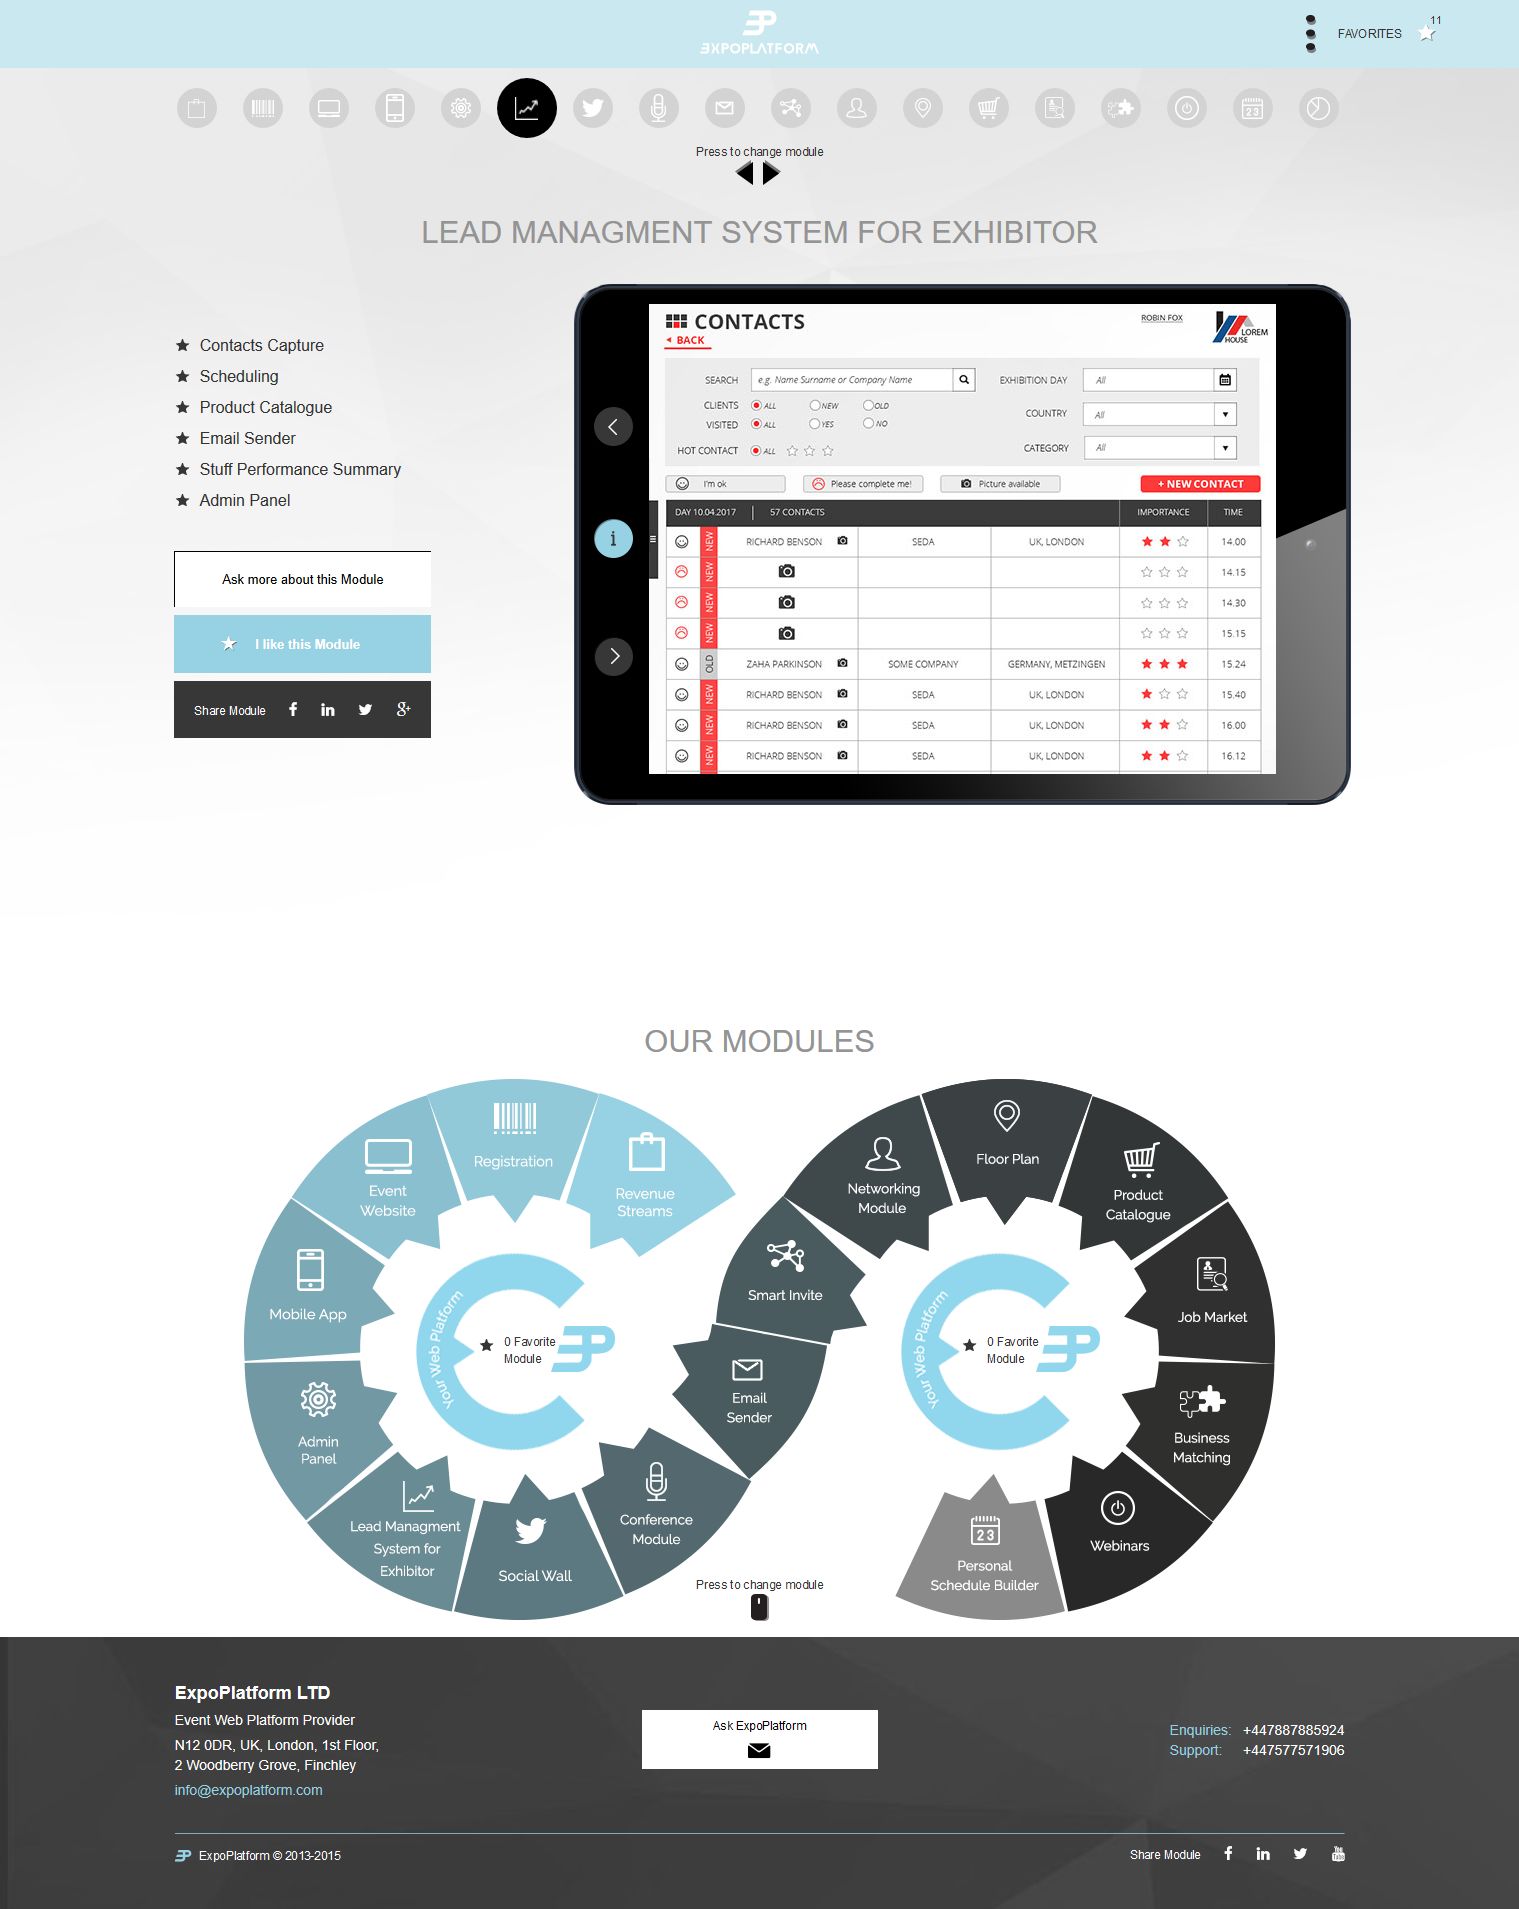 EXPOPLATFORM
FAVORITES
11
23
Press to change module
LEAD MANAGMENT SYSTEM FOR EXHIBITOR
Contacts Capture
Scheduling
Product Catalogue
Email Sender
Stuff Performance Summary
Admin Panel
Ask more about this Module
I like this Module
Share Module
CONTACTS
BACK
ROBIN FOX
LOREM
HOUSE
SEARCH e.g. Name Surname or Company Name EXHIBITION DAY All
CLIENTS ALL NEW OLD
COUNTRY All
VISITED ALL YES NO
HOT CONTACT ALL
CATEGORY All
I'm ok Please complete me! Picture available + NEW CONTACT
DAY 10.04.2017 57 CONTACTS IMPORTANCE TIME
NEW RICHARD BENSON SEDA UK, LONDON 14.00
NEW 14.15
NEW 14.30
NEW 15.15
OLD ZAHA PARKINSON SOME COMPANY GERMANY, METZINGEN 15.24
NEW RICHARD BENSON SEDA UK, LONDON 15.40
NEW RICHARD BENSON SEDA UK, LONDON 16.00
NEW RICHARD BENSON SEDA UK, LONDON 16.12
OUR MODULES
Revenue
Streams
Registration
Event
Website
Mobile App
Admin
Panel
Lead Managment
System for
Exhibitor
Social Wall
Conference
Module
Email
Sender
Smart Invite
Networking
Module
Floor Plan
Product
Catalogue
Job Market
Business
Matching
Webinars
23
Personal
Schedule Builder
Your Web Platform
0 Favorite
Module
Your Web Platform
0 Favorite
Module
Press to change module
ExpoPlatform LTD
Event Web Platform Provider
N12 0DR, UK, London, 1st Floor,
2 Woodberry Grove, Finchley
info@expoplatform.com
Ask ExpoPlatform
Enquiries: +447887885924
Support: +447577571906
ExpoPlatform © 2013-2015
Share Module
You
Tube